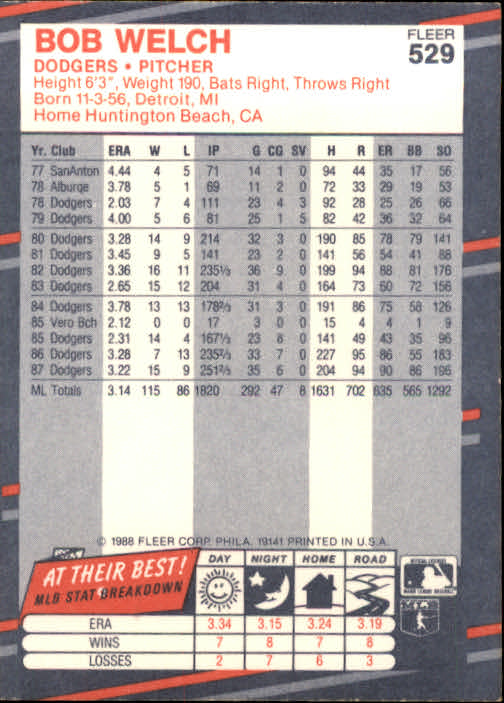 BOB WELCH
FLEER
529
DODGERS • PITCHER
Height 6'3", Weight 190, Bats Right, Throws Right
Born 11-3-56, Detroit, MI
Home Huntington Beach, CA
Yr. Club ERA W L IP G CG SV H R ER BB SO
77 SanAnton 4.44 4 5 71 14 1 0 94 44 35 17 56
78 Alburqe 3.78 5 1 69 11 2 0 72 33 29 19 53
78 Dodgers 2.03 7 4 111 23 4 3 92 28 25 26 66
79 Dodgers 4.00 5 6 81 25 1 5 82 42 36 32 64
80 Dodgers 3.28 14 9 214 32 3 0 190 85 78 79 141
81 Dodgers 3.45 9 5 141 23 2 0 141 56 54 41 88
82 Dodgers 3.36 16 11 235⅓ 36 9 0 199 94 88 81 176
83 Dodgers 2.65 15 12 204 31 4 0 164 73 60 72 156
84 Dodgers 3.78 13 13 178⅔ 31 3 0 191 86 75 58 126
85 Vero Bch 2.12 0 0 17 3 0 0 15 4 4 1 9
85 Dodgers 2.31 14 4 167⅓ 23 8 0 141 49 43 35 96
86 Dodgers 3.28 7 13 235⅔ 33 7 0 227 95 86 55 183
87 Dodgers 3.22 15 9 251⅔ 35 6 0 204 94 90 86 196
ML Totals 3.14 115 86 1820 292 47 8 1631 702 635 565 1292
© 1988 FLEER CORP. PHILA. 19141 PRINTED IN U.S.A.
AT THEIR BEST!
MLB STAT BREAKDOWN
DAY NIGHT HOME ROAD
ERA 3.34 3.15 3.24 3.19
WINS 7 8 7 8
LOSSES 2 7 6 3